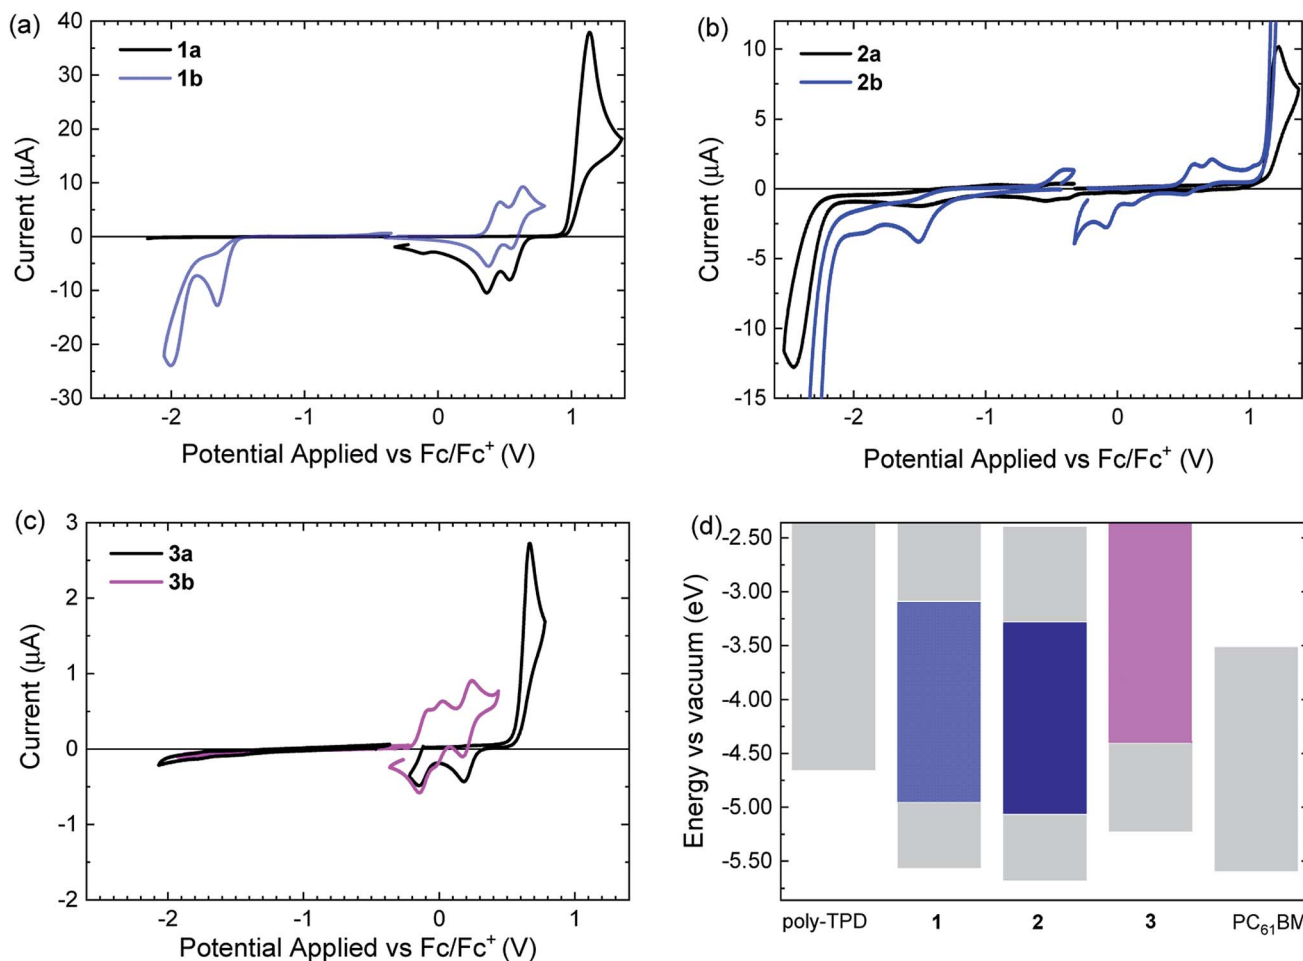 (a)
1a
1b
40
30
20
10
0
-10
-20
-30
Current (µA)
-2
-1
0
1
Potential Applied vs Fc/Fc⁺ (V)
(b)
2a
2b
10
5
0
-5
-10
-15
Current (µA)
-2
-1
0
1
Potential Applied vs Fc/Fc⁺ (V)
(c)
3a
3b
3
2
1
0
-1
-2
Current (µA)
-2
-1
0
1
Potential Applied vs Fc/Fc⁺ (V)
(d)
-2.50
-3.00
-3.50
-4.00
-4.50
-5.00
-5.50
Energy vs vacuum (eV)
poly-TPD 1 2 3 PC₆₁BM